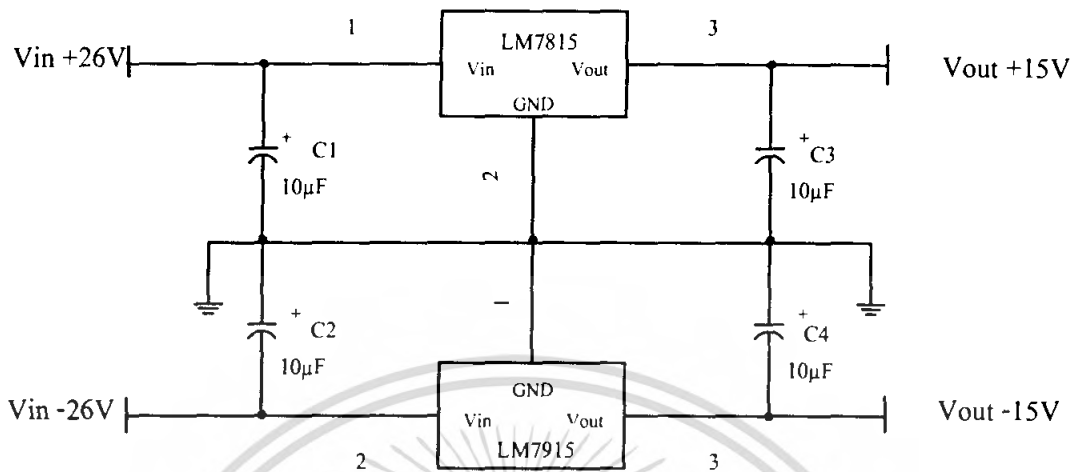 1
3
Vin +26V
LM7815
Vin
Vout
GND
Vout +15V
+
C1
10µF
2
+
C3
10µF
+
C2
10µF
1
+
C4
10µF
Vin -26V
GND
Vin
Vout
LM7915
Vout -15V
2
3